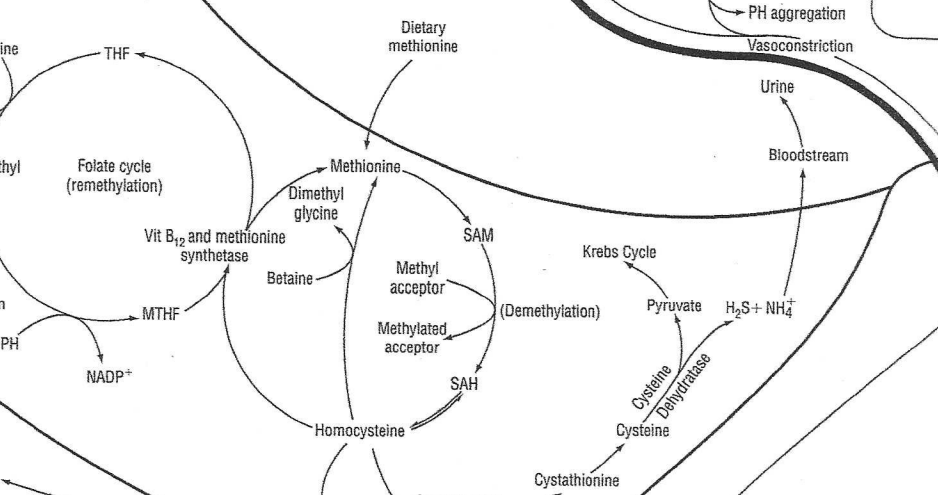 PH aggregation
Vasoconstriction
Dietary
methionine
THF
Urine
Bloodstream
Folate cycle
(remethylation)
Methionine
Dimethyl
glycine
Vit B₁₂ and methionine
synthetase
SAM
Betaine
Methyl
acceptor
Krebs Cycle
MTHF
(Demethylation)
Pyruvate
H₂S + NH₄⁺
Methylated
acceptor
NADP⁺
SAH
Cysteine
Dehydratase
Homocysteine
Cysteine
Cystathionine